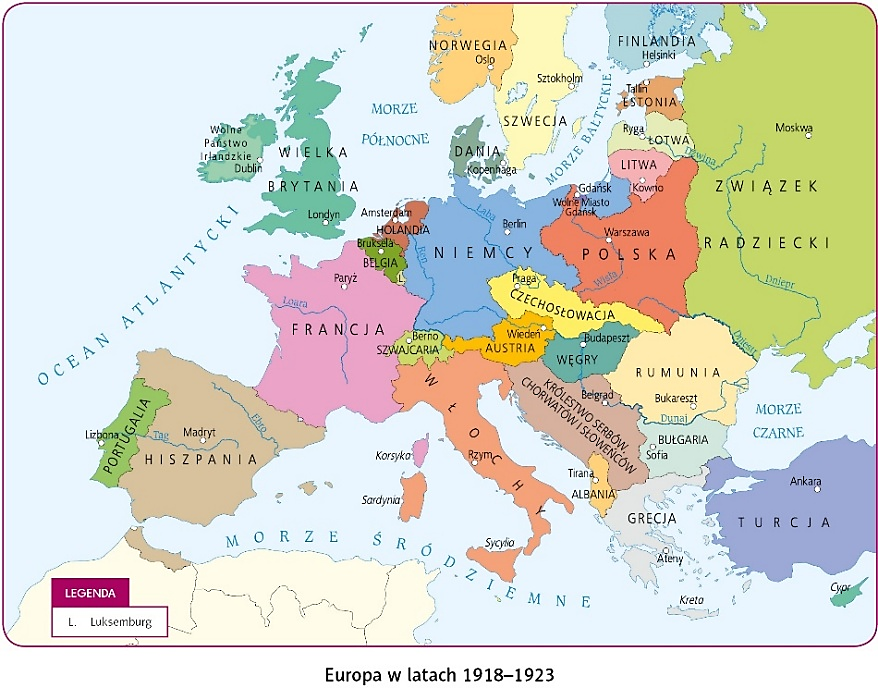 NORWEGIA
Oslo
FINLANDIA
Helsinki
Sztokholm
SZWECJA
MORZE BAŁTYCKIE
Tallin
ESTONIA
Ryga
ŁOTWA
Dźwina
Moskwa
MORZE
PÓŁNOCNE
Wolne
Państwo
Irlandzkie
Dublin
WIELKA
BRYTANIA
Londyn
DANIA
Kopenhaga
LITWA
Kowno
Gdańsk
Wolne Miasto
Gdańsk
ZWIĄZEK
RADZIECKI
Amsterdam
HOLANDIA
Bruksela
BELGIA
L.
Łaba
Berlin
NIEMCY
Ren
Warszawa
POLSKA
Wisła
Dniepr
OCEAN ATLANTYCKI
Paryż
Loara
FRANCJA
Praga
CZECHOSŁOWACJA
Berno
SZWAJCARIA
Wiedeń
AUSTRIA
Budapeszt
WĘGRY
Dniestr
RUMUNIA
Bukareszt
Dunaj
MORZE
CZARNE
WŁOCHY
KRÓLESTWO SERBÓW,
CHORWATÓW I SŁOWEŃCÓW
Belgrad
BUŁGARIA
Sofia
PORTUGALIA
Lizbona
Tag
Madryt
Ebro
HISZPANIA
Korsyka
Rzym
Sardynia
Tirana
ALBANIA
Ankara
TURCJA
GRECJA
Ateny
Sycylia
MORZE ŚRÓDZIEMNE
Kreta
Cypr
LEGENDA
L. Luksemburg
Europa w latach 1918–1923